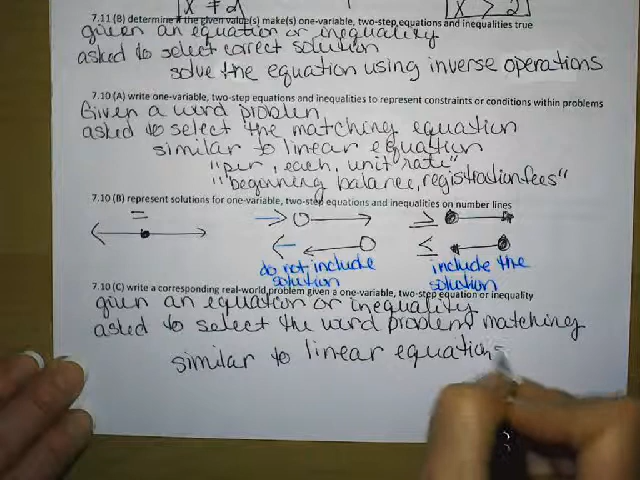 x ≠ 2
x > 2
7.11 (B) determine if the given value(s) make(s) one-variable, two-step equations and inequalities true
given an equation or inequality
asked to select correct solution
solve the equation using inverse operations
7.10 (A) write one-variable, two-step equations and inequalities to represent constraints or conditions within problems
Given a word problem
asked to select the matching equation
similar to linear equation
"per, each, unit rate"
"beginning balance, registration fees"
7.10 (B) represent solutions for one-variable, two-step equations and inequalities on number lines
= > ≥
< ≤
do not include solution
include the solution
7.10 (C) write a corresponding real-world problem given a one-variable, two-step equation or inequality
given an equation or inequality
asked to select the word problem matching
similar to linear equation